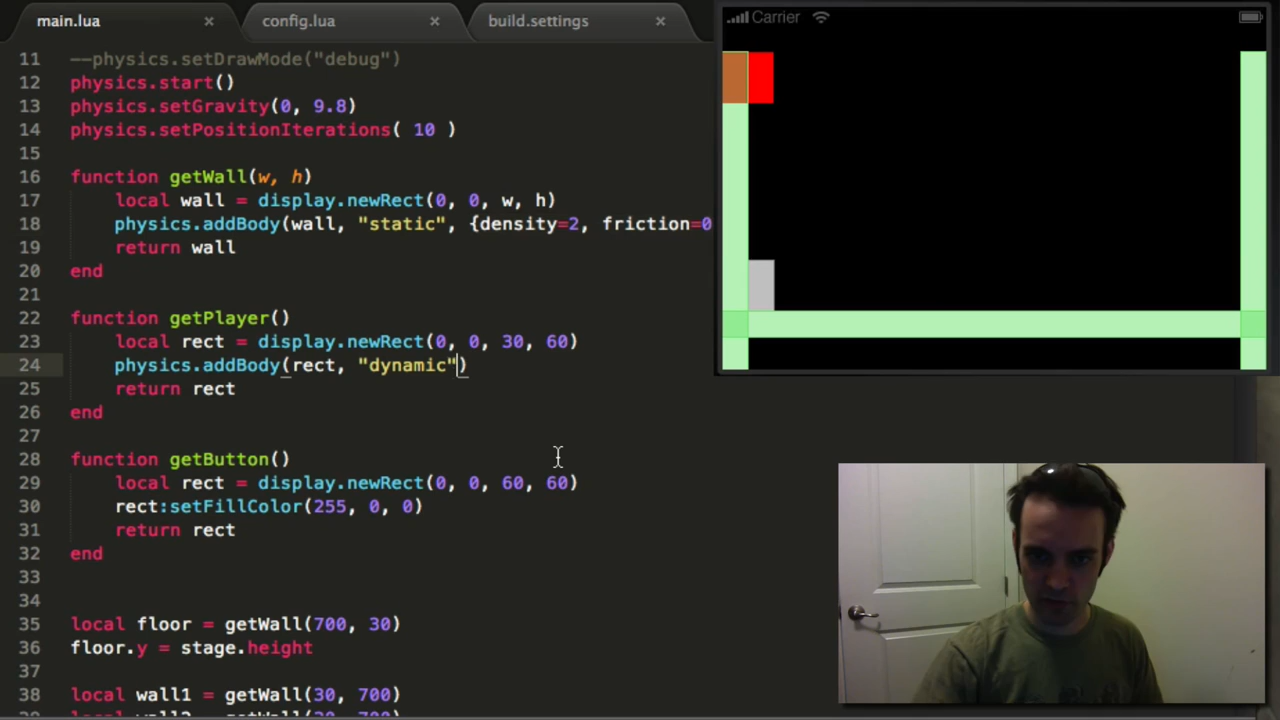 main.lua × config.lua × build.settings ×
Carrier
11 --physics.setDrawMode("debug")
12 physics.start()
13 physics.setGravity(0, 9.8)
14 physics.setPositionIterations( 10 )
15
16 function getWall(w, h)
17 local wall = display.newRect(0, 0, w, h)
18 physics.addBody(wall, "static", {density=2, friction=0
19 return wall
20 end
21
22 function getPlayer()
23 local rect = display.newRect(0, 0, 30, 60)
24 physics.addBody(rect, "dynamic")
25 return rect
26 end
27
28 function getButton()
29 local rect = display.newRect(0, 0, 60, 60)
30 rect:setFillColor(255, 0, 0)
31 return rect
32 end
33
34
35 local floor = getWall(700, 30)
36 floor.y = stage.height
37
38 local wall1 = getWall(30, 700)